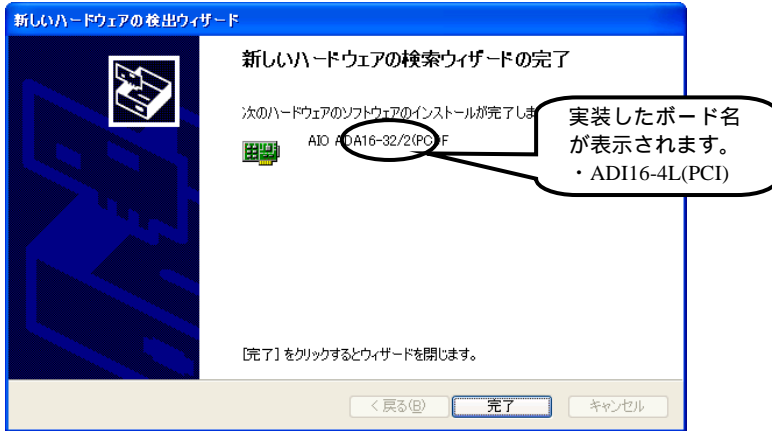 新しいハードウェアの検出ウィザード
新しいハードウェアの検索ウィザードの完了
次のハードウェアのソフトウェアのインストールが完了しま
AIO ADA16-32/2(PCI)F
実装したボード名
が表示されます。
・ADI16-4L(PCI)
[完了] をクリックするとウィザードを閉じます。
< 戻る(B)
完了
キャンセル